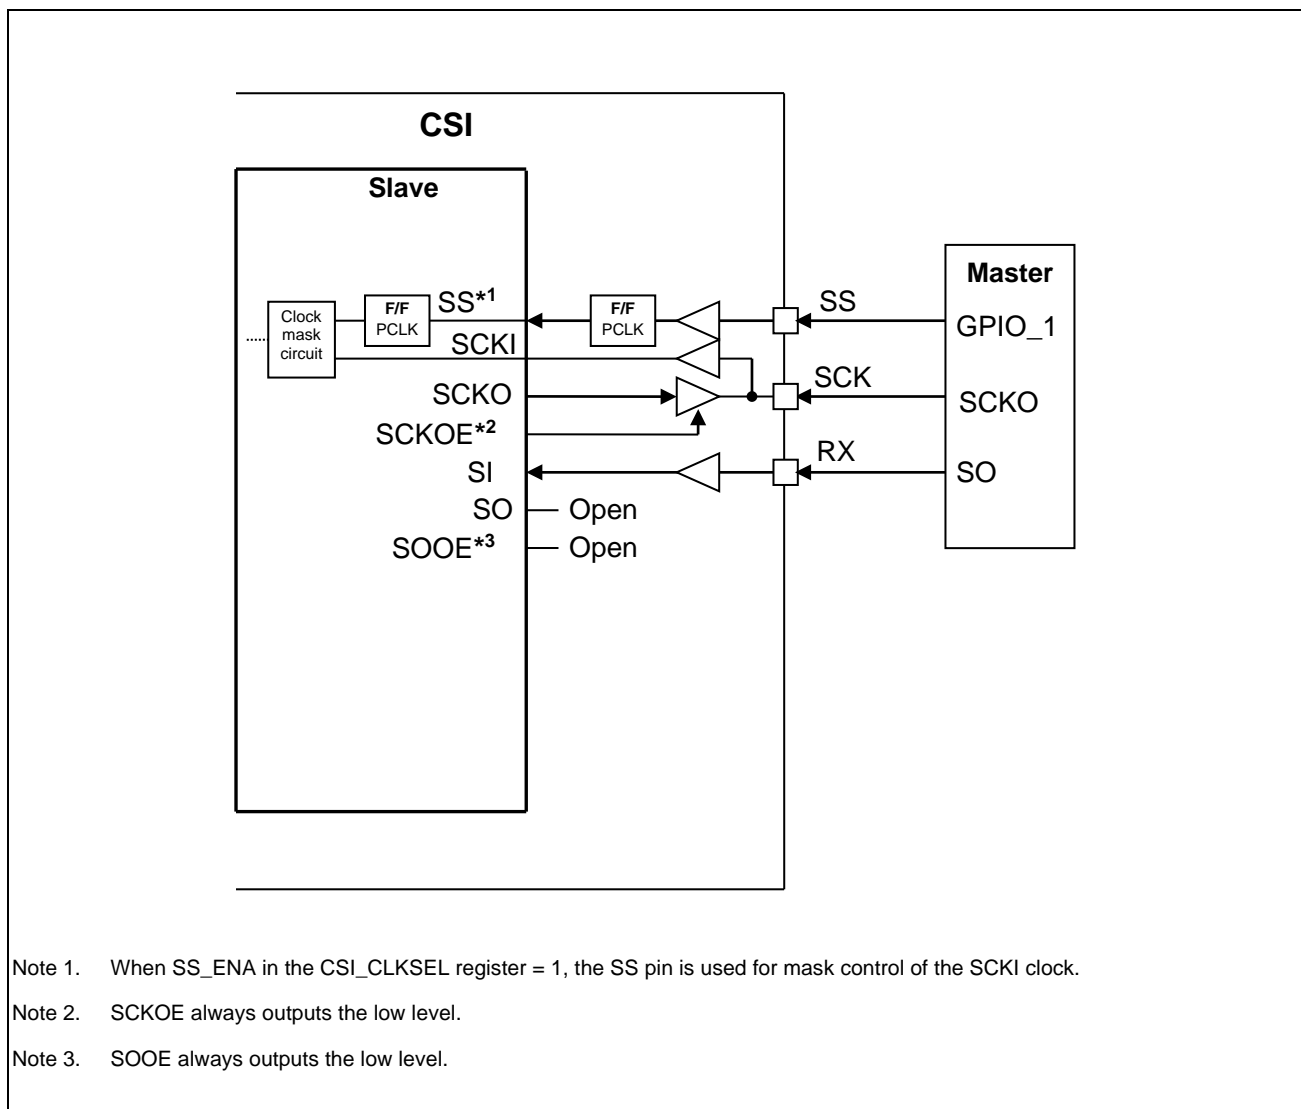 CSI
Slave
Master
SS
GPIO_1
F/F
PCLK
SS*1
F/F
PCLK
Clock
mask
circuit
SCKI
SCK
SCKO
SCKO
SCKOE*2
RX
SI
SO
SO
Open
SOOE*3
Open
Note 1. When SS_ENA in the CSI_CLKSEL register = 1, the SS pin is used for mask control of the SCKI clock.
Note 2. SCKOE always outputs the low level.
Note 3. SOOE always outputs the low level.